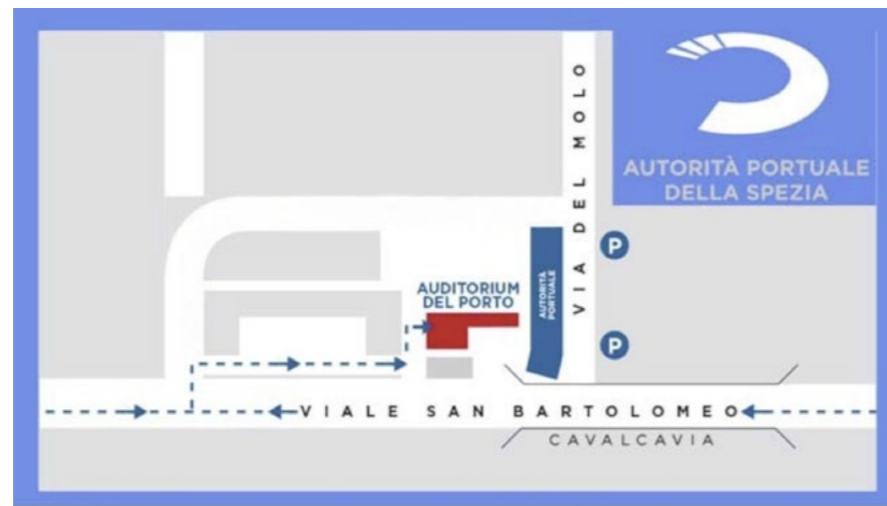 AUTORITÀ PORTUALE
DELLA SPEZIA
VIA DEL MOLO
P
AUDITORIUM
DEL PORTO
AUTORITÀ
PORTUALE
P
VIALE SAN BARTOLOMEO
CAVALCAVIA